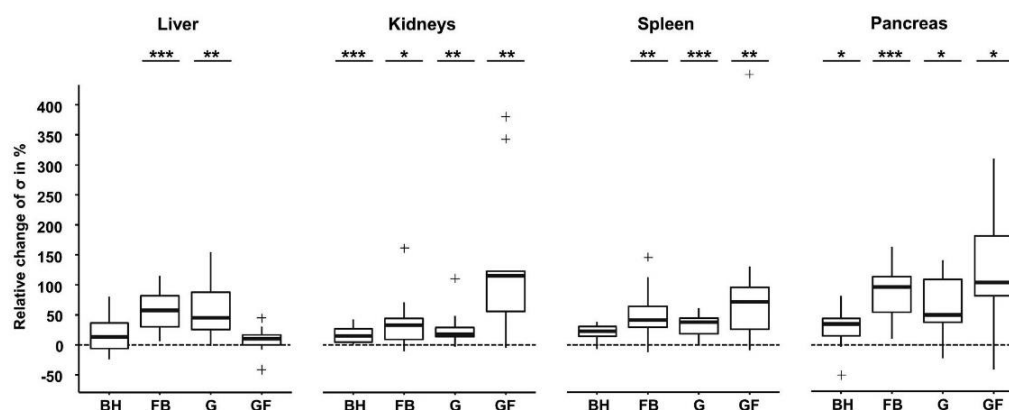 Liver Kidneys Spleen Pancreas
*** ** *** * ** ** ** *** ** * *** * *
Relative change of σ in %
400
350
300
250
200
150
100
50
0
-50
BH FB G GF BH FB G GF BH FB G GF BH FB G GF